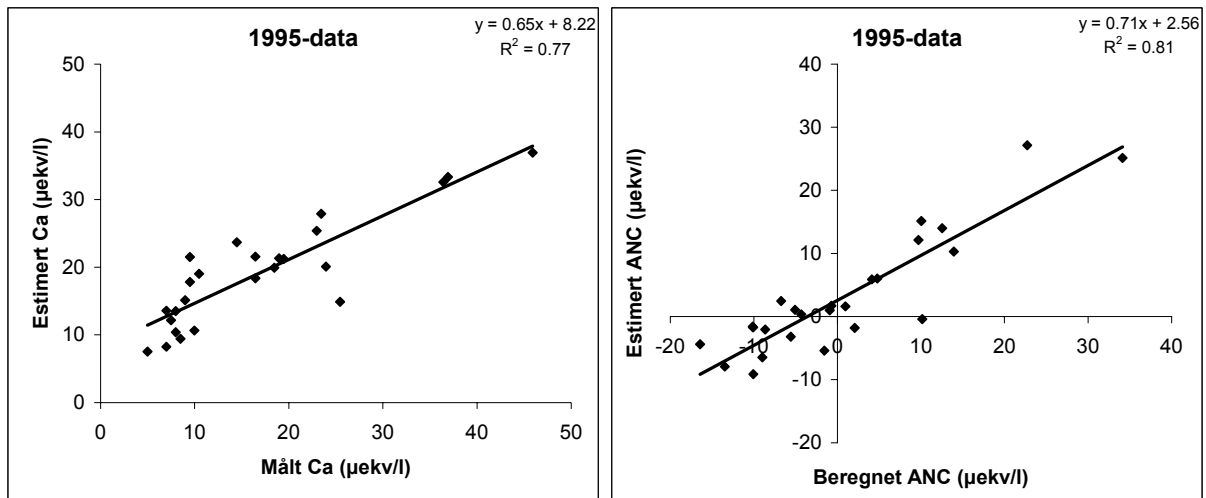 1995-data
y = 0.65x + 8.22
R² = 0.77
Estimert Ca (µekv/l)
50
40
30
20
10
0
0 10 20 30 40 50
Målt Ca (µekv/l)
1995-data
y = 0.71x + 2.56
R² = 0.81
Estimert ANC (µekv/l)
40
30
20
10
0
-10
-20
-20 -10 0 10 20 30 40
Beregnet ANC (µekv/l)